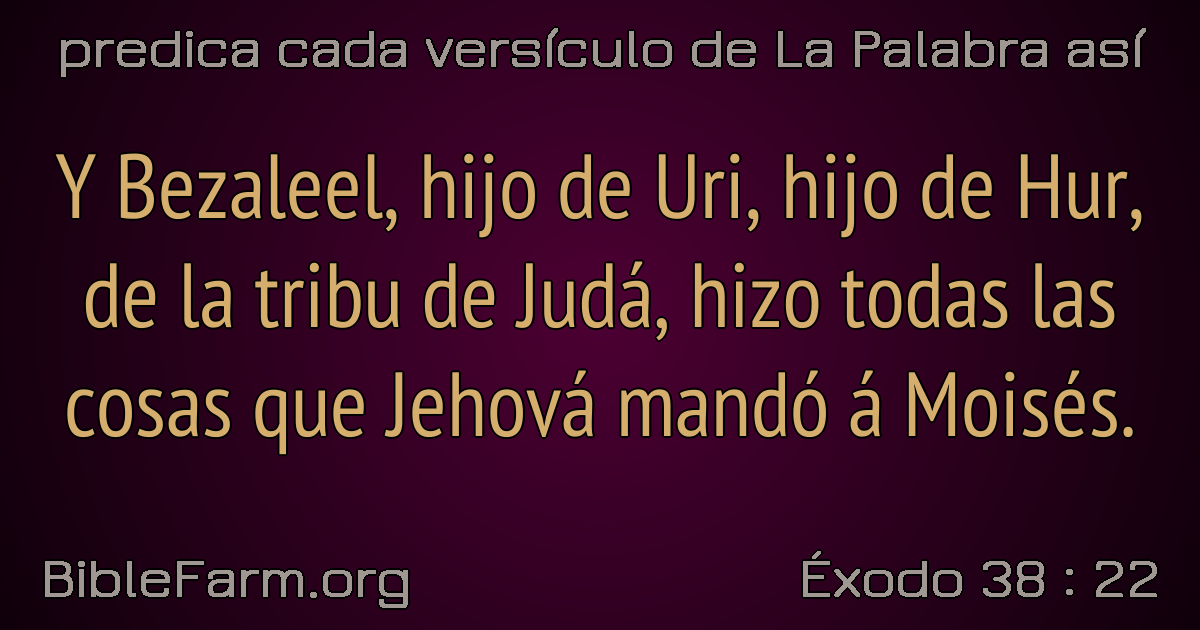 predica cada versículo de La Palabra así
Y Bezaleel, hijo de Uri, hijo de Hur,
de la tribu de Judá, hizo todas las
cosas que Jehová mandó á Moisés.
BibleFarm.org
Éxodo 38 : 22